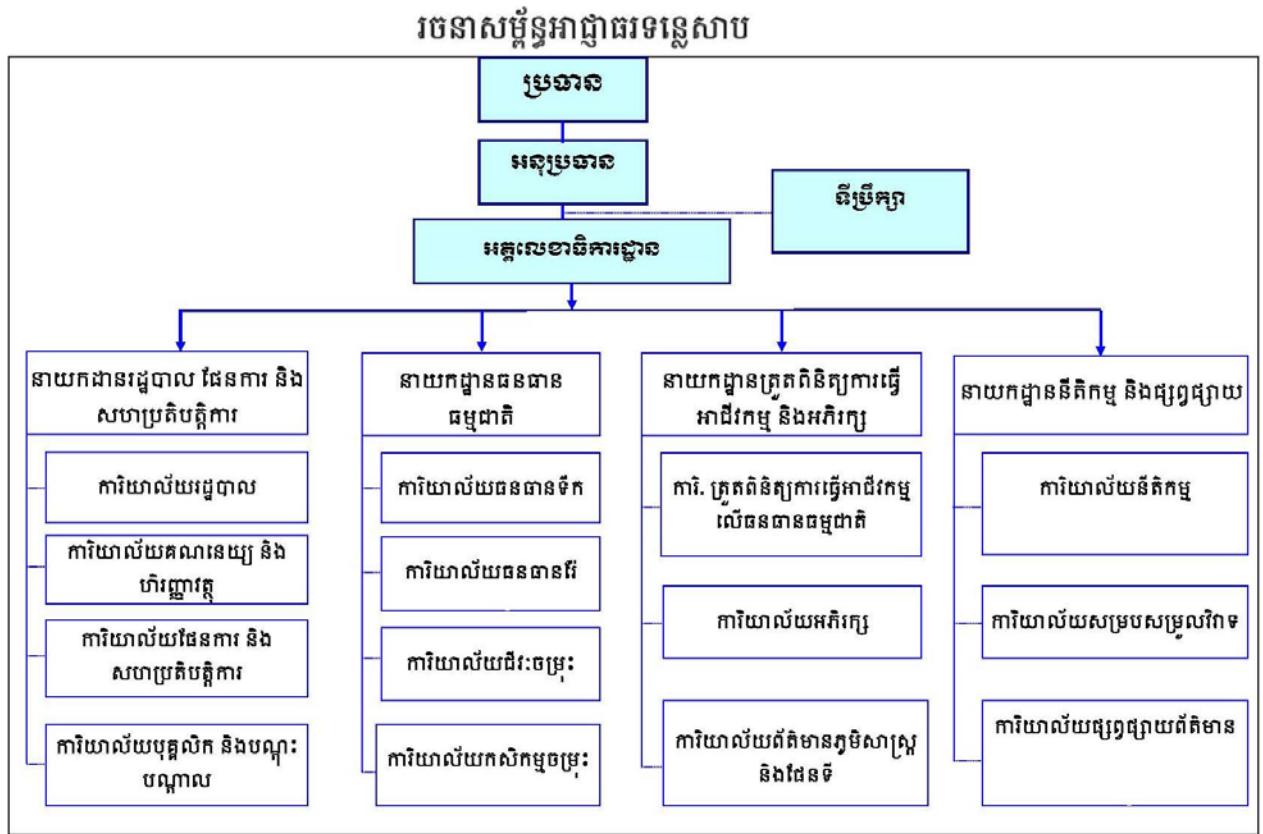 រចនាសម្ព័ន្ធអាជ្ញាធរទន្លេសាប
ប្រធាន
អនុប្រធាន
ទីប្រឹក្សា
អគ្គលេខាធិការដ្ឋាន
នាយកដានរដ្ឋបាល ផែនការ និង
សហប្រតិបត្តិការ
ការិយាល័យរដ្ឋបាល
ការិយាល័យគណនេយ្យ និង
ហិរញ្ញាវត្ថុ
ការិយាល័យផែនការ និង
សហប្រតិបត្តិការ
ការិយាល័យបុគ្គលិក និងបណ្តុះ
បណ្តាល
នាយកដ្ឋានធនធាន
ធម្មជាតិ
ការិយាល័យធនធានទឹក
ការិយាល័យធនធានរ៉ែ
ការិយាល័យជីវៈចម្រុះ
ការិយាល័យកសិកម្មចម្រុះ
នាយកដ្ឋានត្រួតពិនិត្យការធ្វើ
អាជីវកម្ម និងអភិរក្ស
ការិ. ត្រួតពិនិត្យការធ្វើអាជីវកម្ម
លើធនធានធម្មជាតិ
ការិយាល័យអភិរក្ស
ការិយាល័យព័ត៌មានភូមិសាស្ត្រ
និងផែនទី
នាយកដ្ឋាននីតិកម្ម និងផ្សព្វផ្សាយ
ការិយាល័យនីតិកម្ម
ការិយាល័យសម្របសម្រួលវិវាទ
ការិយាល័យផ្សព្វផ្សាយព័ត៌មាន